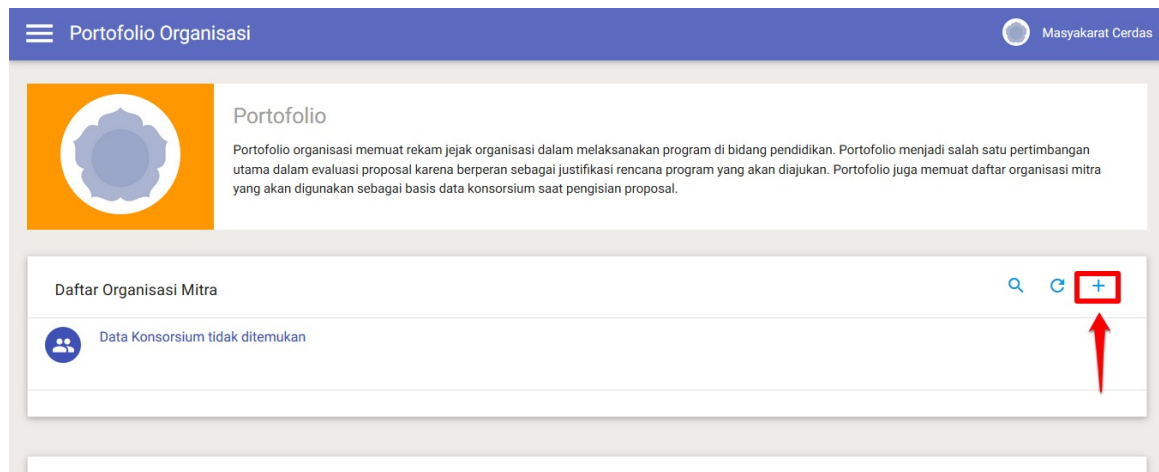 Portofolio Organisasi
Masyakarat Cerdas
Portofolio
Portofolio organisasi memuat rekam jejak organisasi dalam melaksanakan program di bidang pendidikan. Portofolio menjadi salah satu pertimbangan
utama dalam evaluasi proposal karena berperan sebagai justifikasi rencana program yang akan diajukan. Portofolio juga memuat daftar organisasi mitra
yang akan digunakan sebagai basis data konsorsium saat pengisian proposal.
Daftar Organisasi Mitra
Data Konsorsium tidak ditemukan